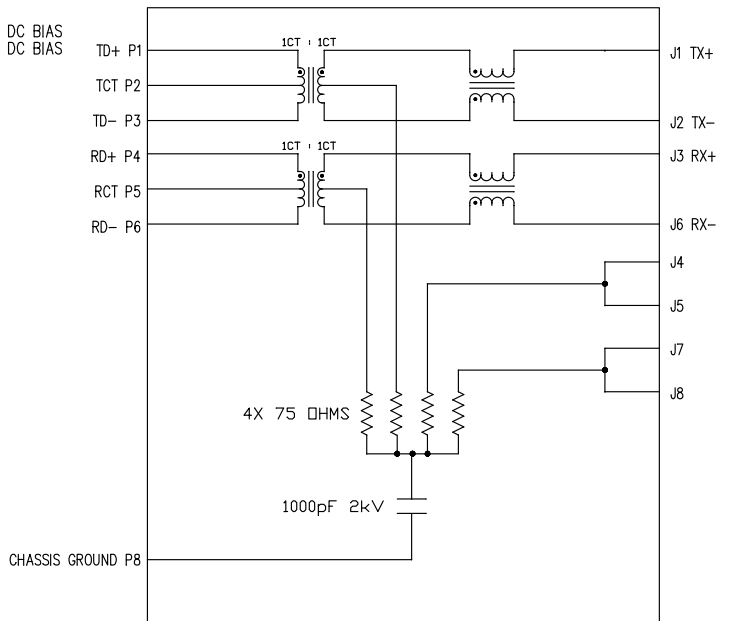 DC BIAS
DC BIAS
TD+ P1
1CT : 1CT
J1 TX+
TCT P2
TD- P3
J2 TX-
RD+ P4
1CT : 1CT
J3 RX+
RCT P5
RD- P6
J6 RX-
J4
J5
J7
J8
4X 75 OHMS
1000pF 2kV
CHASSIS GROUND P8